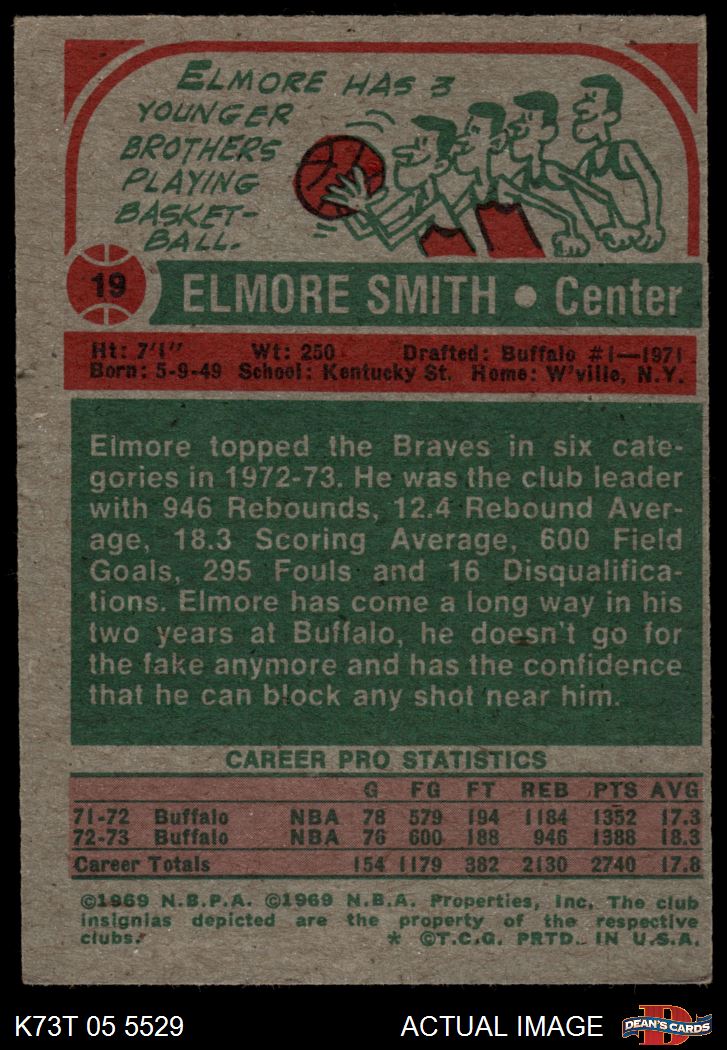 ELMORE HAS 3
YOUNGER
BROTHERS
PLAYING
BASKET-
BALL.
19
ELMORE SMITH • Center
Ht: 7'1" Wt: 250 Drafted: Buffalo #1—1971
Born: 5-9-49 School: Kentucky St. Home: W'ville, N.Y.
Elmore topped the Braves in six cate-
gories in 1972-73. He was the club leader
with 946 Rebounds, 12.4 Rebound Aver-
age, 18.3 Scoring Average, 600 Field
Goals, 295 Fouls and 16 Disqualifica-
tions. Elmore has come a long way in his
two years at Buffalo, he doesn't go for
the fake anymore and has the confidence
that he can block any shot near him.
CAREER PRO STATISTICS
G FG FT REB PTS AVG
71-72 Buffalo NBA 78 579 194 1184 1352 17.3
72-73 Buffalo NBA 76 600 188 946 1388 18.3
Career Totals 154 1179 382 2130 2740 17.8
©1969 N.B.P.A. ©1969 N.B.A. Properties, Inc. The club
insignias depicted are the property of the respective
clubs. * ©T.C.G. PRTD. IN U.S.A.
K73T 05 5529 ACTUAL IMAGE
D
DEAN'S CARDS